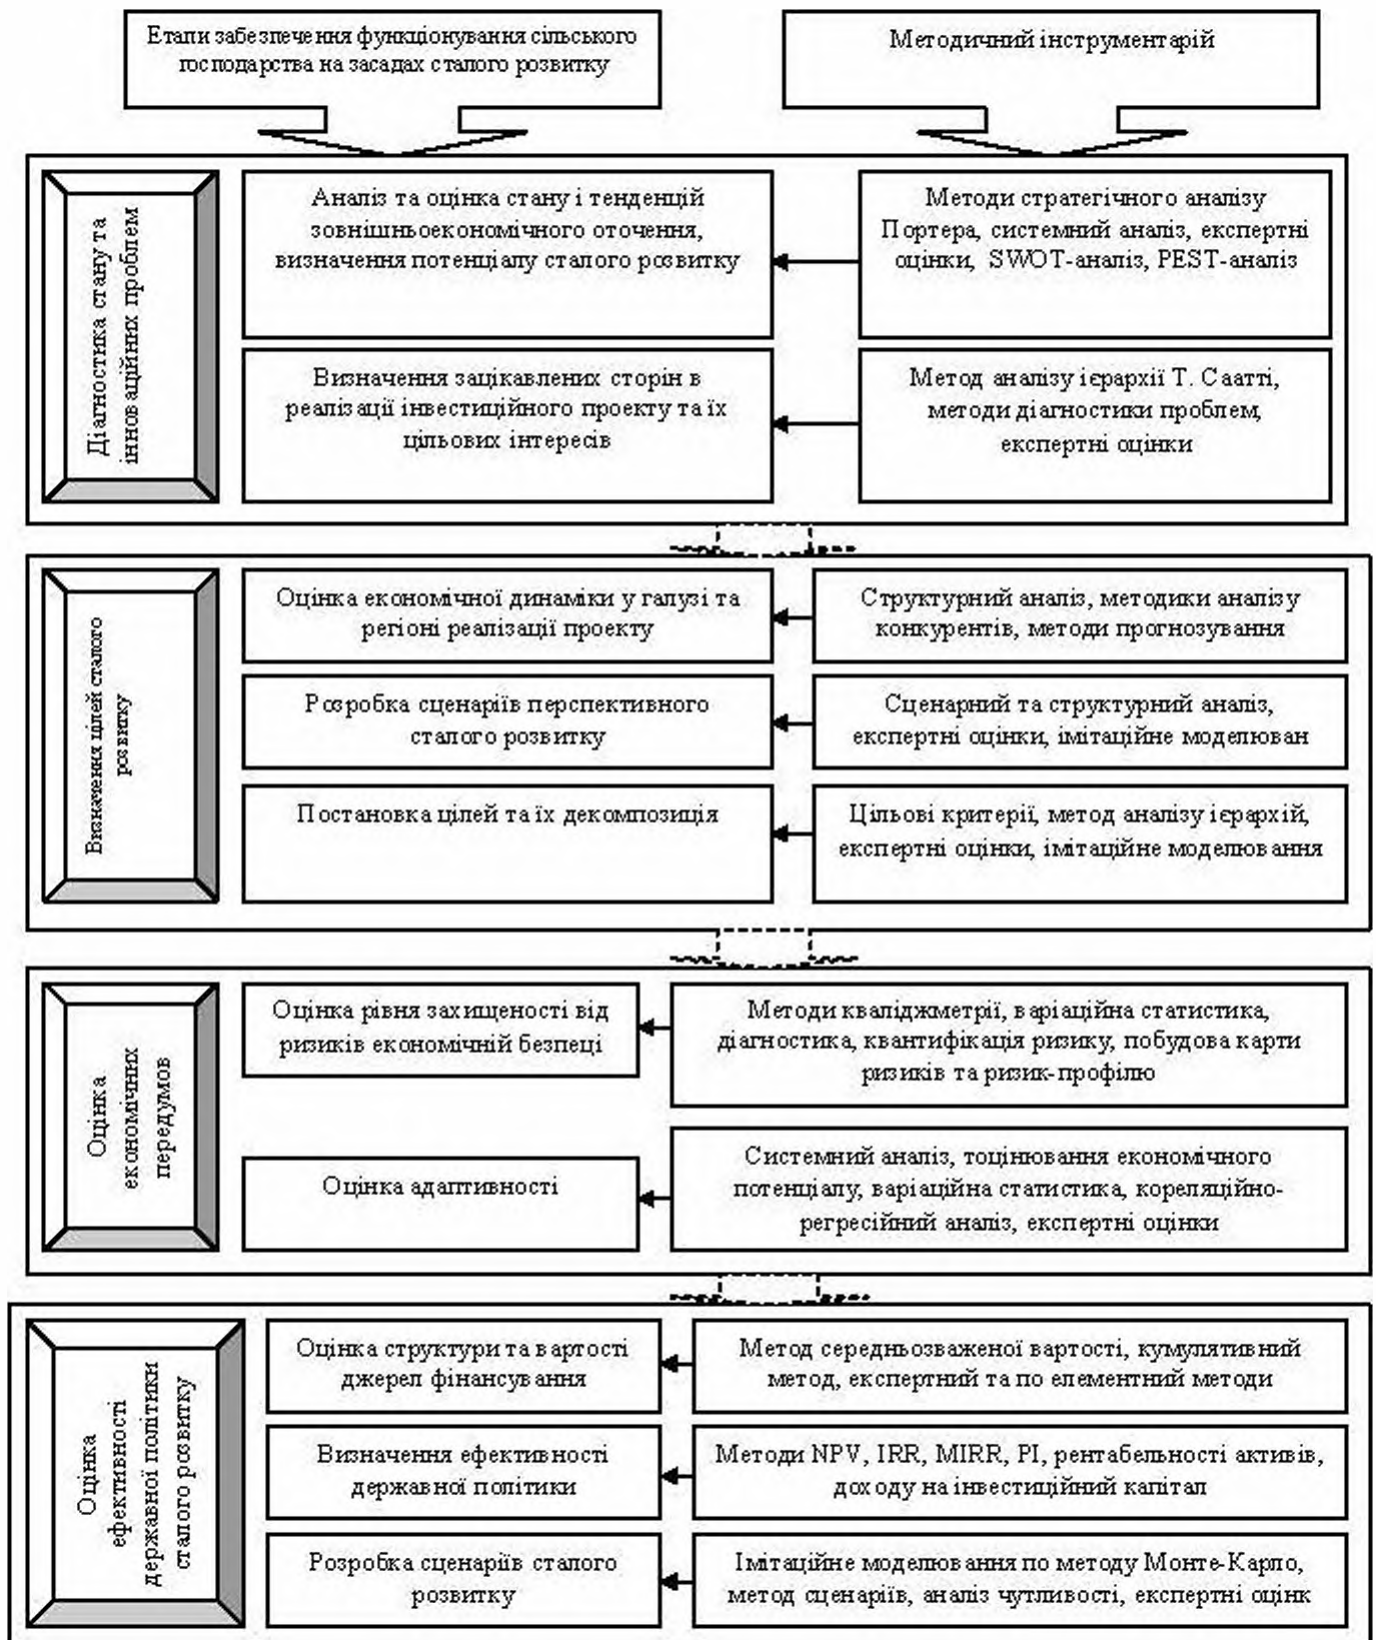 Етапи забезпечення функціонування сільського
господарства на засадах сталого розвитку
Методичний інструментарій
Діагностика стану та
інноваційних проблем
Аналіз та оцінка стану і тенденцій
зовнішньоекономічного оточення,
визначення потенціалу сталого розвитку
Методи стратегічного аналізу
Портера, системний аналіз, експертні
оцінки, SWOT-аналіз, PEST-аналіз
Визначення зацікавлених сторін в
реалізації інвестиційного проекту та їх
цільових інтересів
Метод аналізу ієрархії Т. Саатті,
методи діагностики проблем,
експертні оцінки
Визначення цілей сталого
розвитку
Оцінка економічної динаміки у галузі та
регіоні реалізації проекту
Структурний аналіз, методики аналізу
конкурентів, методи прогнозування
Розробка сценаріїв перспективного
сталого розвитку
Сценарний та структурний аналіз,
експертні оцінки, імітаційне моделюван
Постановка цілей та їх декомпозиція
Цільові критерії, метод аналізу ієрархій,
експертні оцінки, імітаційне моделювання
Оцінка
економічних
передумов
Оцінка рівня захищеності від
ризиків економічній безпеці
Методи кваліджметрії, варіаційна статистика,
діагностика, квантифікація ризику, побудова карти
ризиків та ризик-профілю
Оцінка адаптивності
Системний аналіз, тоцінювання економічного
потенціалу, варіаційна статистика, кореляційно-
регресійний аналіз, експертні оцінки
Оцінка
ефективності
державної політики
сталого розвитку
Оцінка структури та вартості
джерел фінансування
Метод середньозваженої вартості, кумулятивний
метод, експертний та по елементний методи
Визначення ефективності
державної політики
Методи NPV, IRR, MIRR, PI, рентабельності активів,
доходу на інвестиційний капітал
Розробка сценаріїв сталого
розвитку
Імітаційне моделювання по методу Монте-Карло,
метод сценаріїв, аналіз чутливості, експертні оцінк